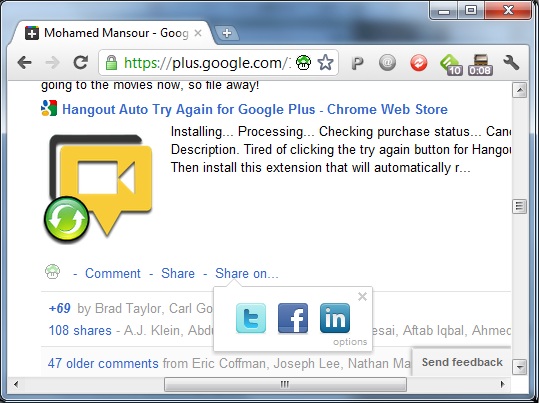 Mohamed Mansour - Goog
https://plus.google.com/
P @ 10 0:08
going to the movies now, so file away!
Hangout Auto Try Again for Google Plus - Chrome Web Store
Installing... Processing... Checking purchase status... Canc
Description. Tired of clicking the try again button for Hangou
Then install this extension that will automatically r...
- Comment - Share - Share on...
+69 by Brad Taylor, Carl Go
t f in
108 shares - A.J. Klein, Abdu esai, Aftab Iqbal, Ahmed
options
47 older comments from Eric Coffman, Joseph Lee, Nathan Ma
Send feedback